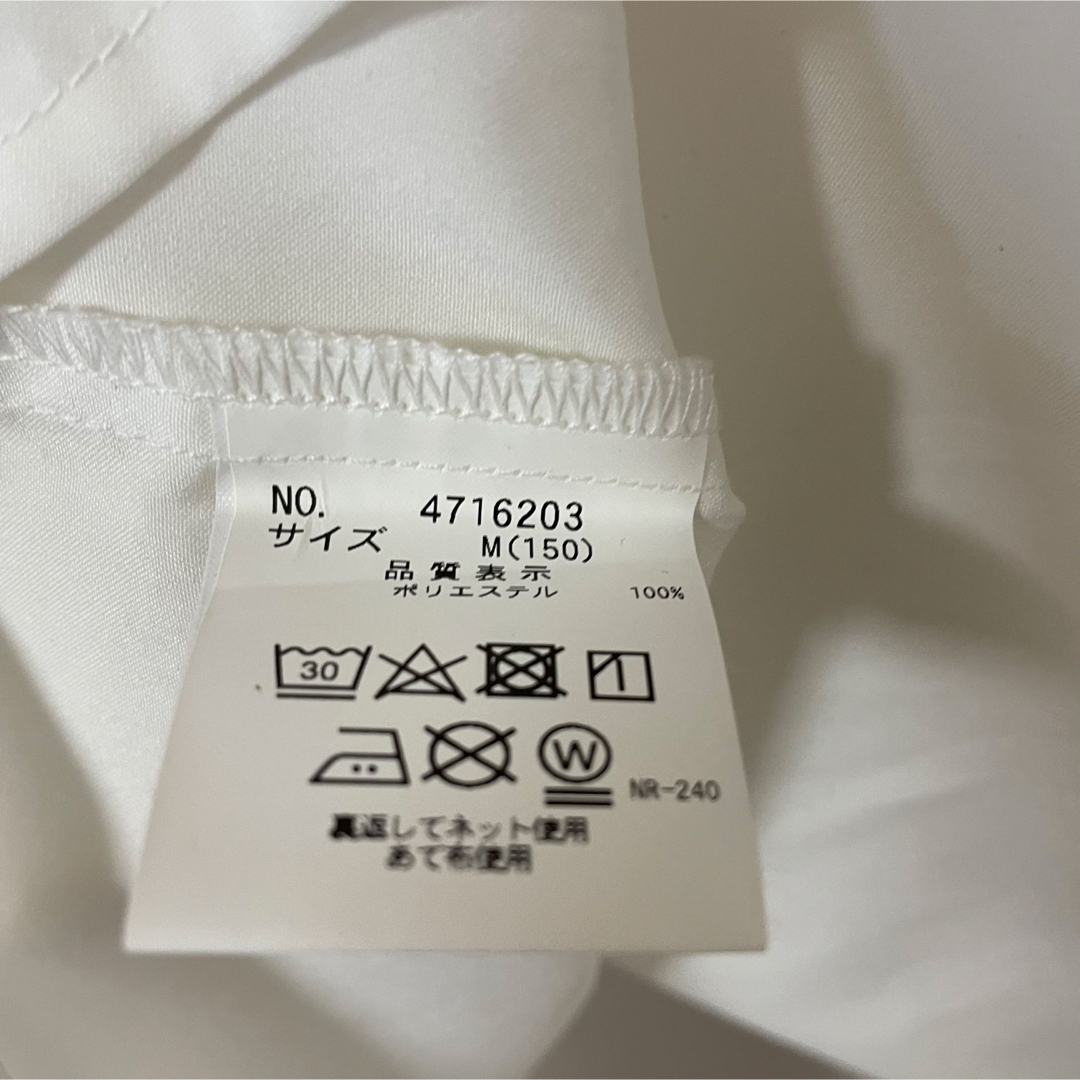 NO. 4716203
サイズ M(150)
品質表示
ポリエステル 100%
30
W NR-240
裏返してネット使用
あて布使用